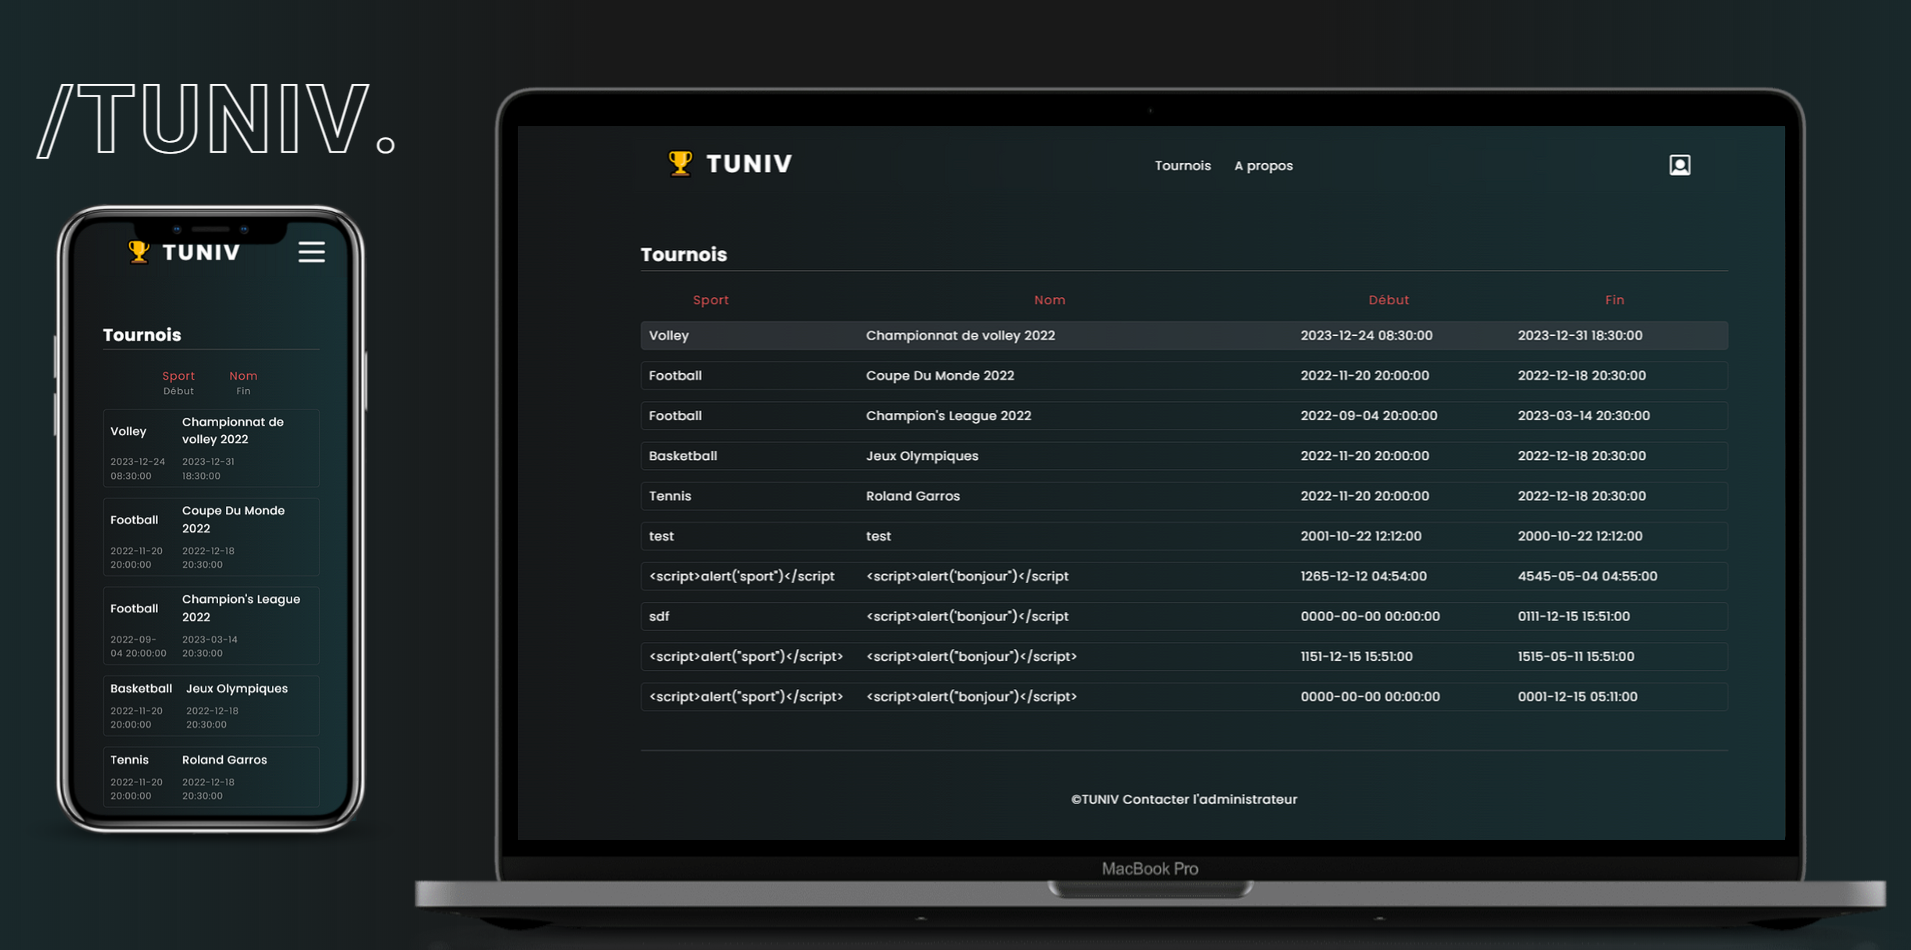 /TUNIV.
TUNIV
Tournois
Sport Nom
Début Fin
Volley Championnat de
volley 2022
2023-12-24 2023-12-31
08:30:00 18:30:00
Football Coupe Du Monde
2022
2022-11-20 2022-12-18
20:00:00 20:30:00
Football Champion's League
2022
2022-09- 2023-03-14
04 20:00:00 20:30:00
Basketball Jeux Olympiques
2022-11-20 2022-12-18
20:00:00 20:30:00
Tennis Roland Garros
2022-11-20 2022-12-18
20:00:00 20:30:00
TUNIV Tournois A propos
Tournois
Sport Nom Début Fin
Volley Championnat de volley 2022 2023-12-24 08:30:00 2023-12-31 18:30:00
Football Coupe Du Monde 2022 2022-11-20 20:00:00 2022-12-18 20:30:00
Football Champion's League 2022 2022-09-04 20:00:00 2023-03-14 20:30:00
Basketball Jeux Olympiques 2022-11-20 20:00:00 2022-12-18 20:30:00
Tennis Roland Garros 2022-11-20 20:00:00 2022-12-18 20:30:00
test test 2001-10-22 12:12:00 2000-10-22 12:12:00
<script>alert('sport")</script <script>alert('bonjour")</script 1265-12-12 04:54:00 4545-05-04 04:55:00
sdf <script>alert('bonjour")</script 0000-00-00 00:00:00 0111-12-15 15:51:00
<script>alert("sport")</script> <script>alert("bonjour")</script> 1151-12-15 15:51:00 1515-05-11 15:51:00
<script>alert("sport")</script> <script>alert("bonjour")</script> 0000-00-00 00:00:00 0001-12-15 05:11:00
©TUNIV Contacter l'administrateur
MacBook Pro